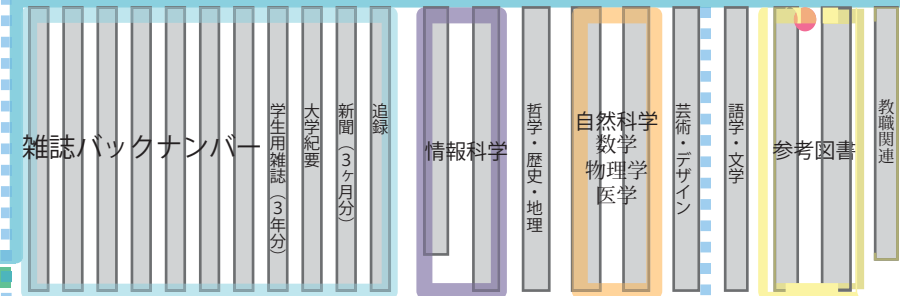 雑誌バックナンバー
学生用雑誌（3年分）
大学紀要
新聞（3ヶ月分）
追録
情報科学
哲学・歴史・地理
自然科学
数学
物理学
医学
芸術・デザイン
語学・文学
参考図書
教職関連